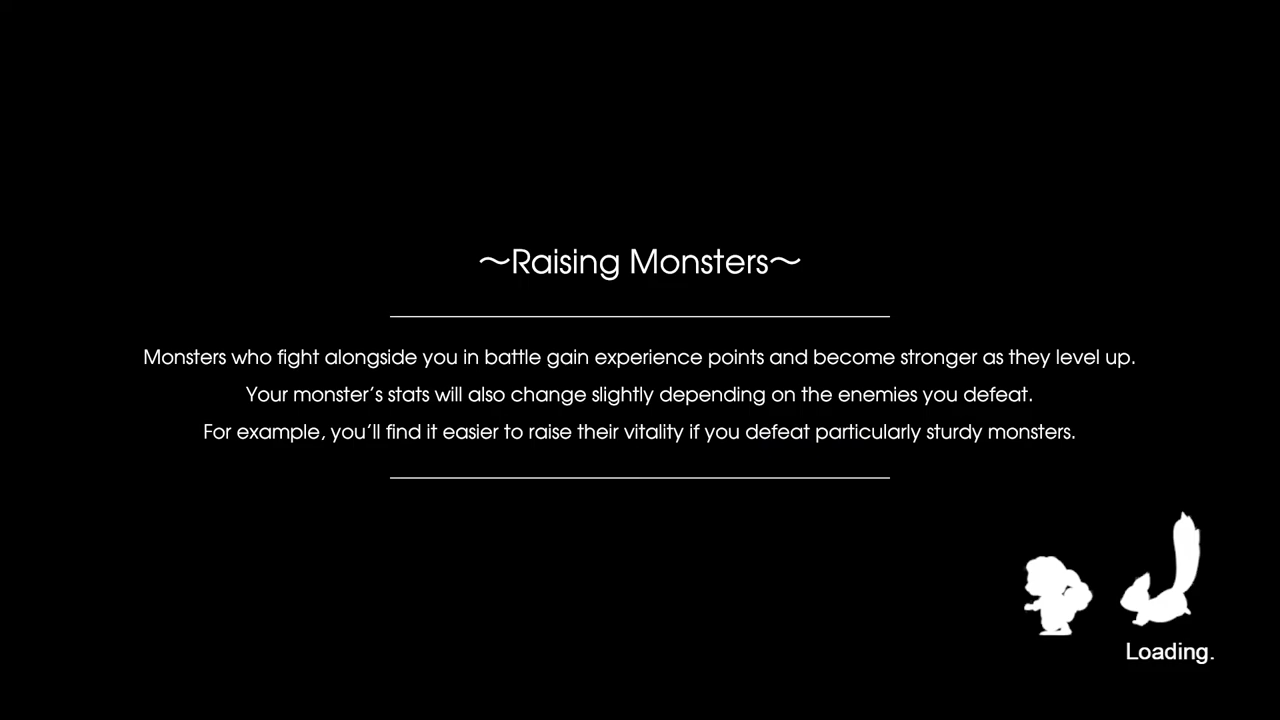 ～Raising Monsters～
Monsters who fight alongside you in battle gain experience points and become stronger as they level up.
Your monster’s stats will also change slightly depending on the enemies you defeat.
For example, you’ll find it easier to raise their vitality if you defeat particularly sturdy monsters.
Loading.